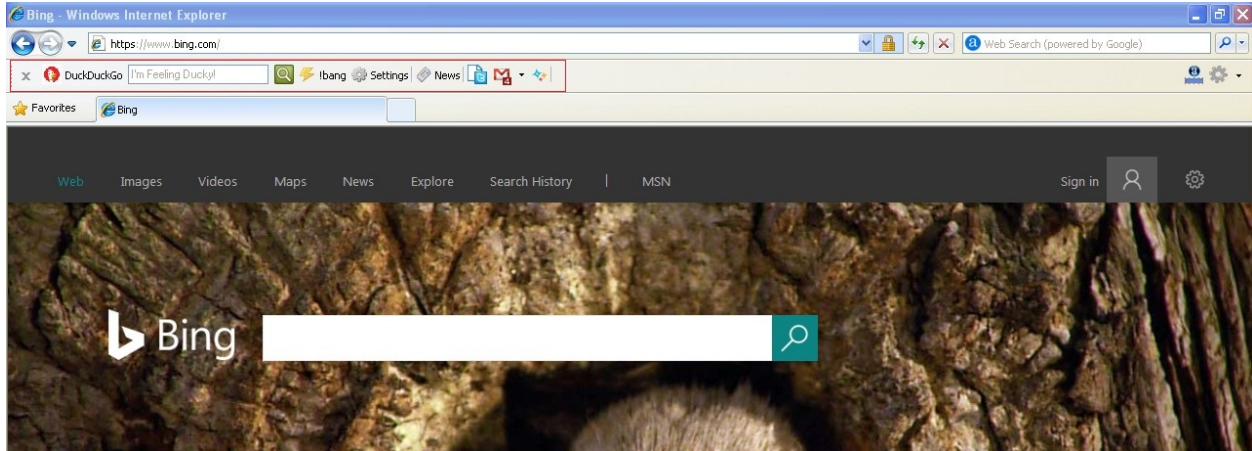 Bing - Windows Internet Explorer
https://www.bing.com/ a Web Search (powered by Google)
x DuckDuckGo I'm Feeling Ducky! !bang Settings News
Favorites Bing
Web Images Videos Maps News Explore Search History | MSN Sign in
Bing